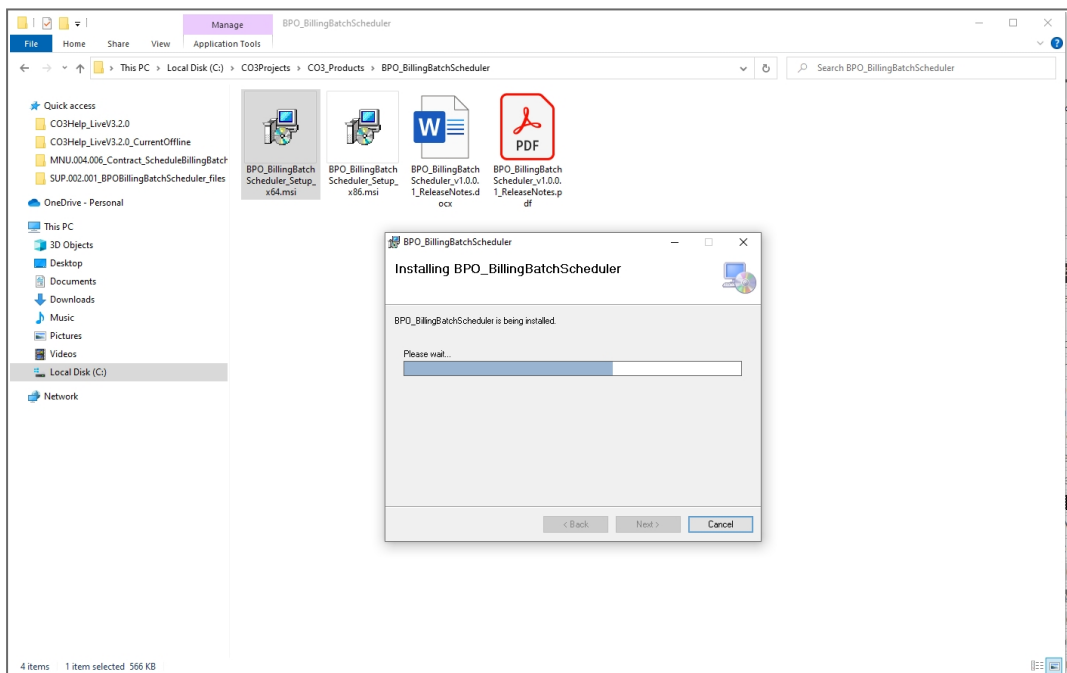 Manage
BPO_BillingBatchScheduler
File
Home
Share
View
Application Tools
This PC > Local Disk (C:) > CO3Projects > CO3_Products > BPO_BillingBatchScheduler
Search BPO_BillingBatchScheduler
Quick access
CO3Help_LiveV3.2.0
CO3Help_LiveV3.2.0_CurrentOffline
MNU.004.006_Contract_ScheduleBillingBatch
SUP.002.001_BPOBillingBatchScheduler_files
OneDrive - Personal
This PC
3D Objects
Desktop
Documents
Downloads
Music
Pictures
Videos
Local Disk (C:)
Network
BPO_BillingBatch
Scheduler_Setup_
x64.msi
BPO_BillingBatch
Scheduler_Setup_
x86.msi
W
BPO_BillingBatch
Scheduler_v1.0.0.
1_ReleaseNotes.d
ocx
PDF
BPO_BillingBatch
Scheduler_v1.0.0.
1_ReleaseNotes.p
df
BPO_BillingBatchScheduler
Installing BPO_BillingBatchScheduler
BPO_BillingBatchScheduler is being installed.
Please wait...
< Back
Next >
Cancel
4 items
1 item selected 566 KB